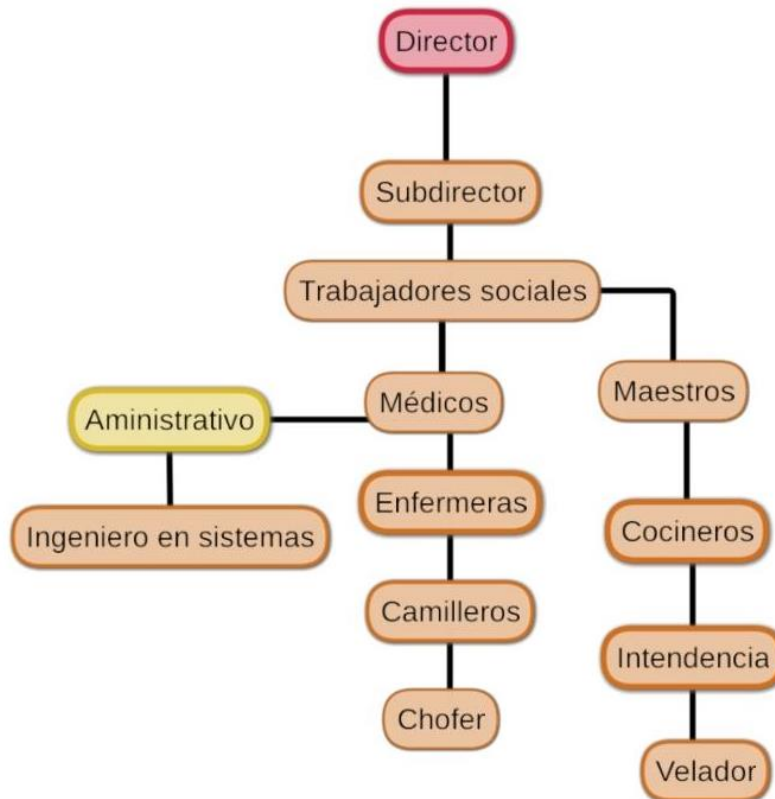 Director
Subdirector
Trabajadores sociales
Médicos
Maestros
Aministrativo
Enfermeras
Ingeniero en sistemas
Cocineros
Camilleros
Intendencia
Chofer
Velador